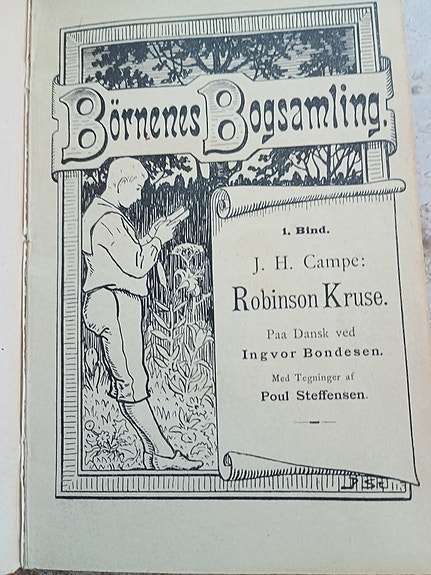 Börnenes Bogsamling.
1. Bind.
J. H. Campe:
Robinson Kruse.
Paa Dansk ved
Ingvor Bondesen.
Med Tegninger af
Poul Steffensen.